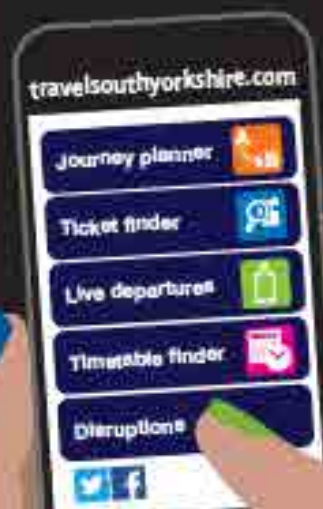 travelsouthyorkshire.com
Journey planner
Ticket finder
Live departures
Timetable finder
Disruptions